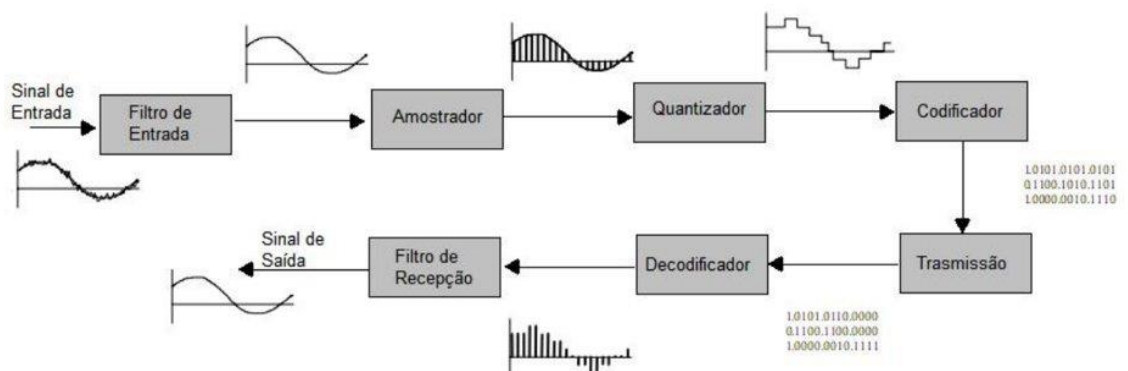 Sinal de
Entrada
Filtro de
Entrada
Amostrador
Quantizador
Codificador
1.0101.0101.0101
0.1100.1010.1101
1.0000.0010.1110
Trasmissão
Decodificador
1.0101.0110.0000
0.1100.1100.0000
1.0000.0010.1111
Filtro de
Recepção
Sinal de
Saída